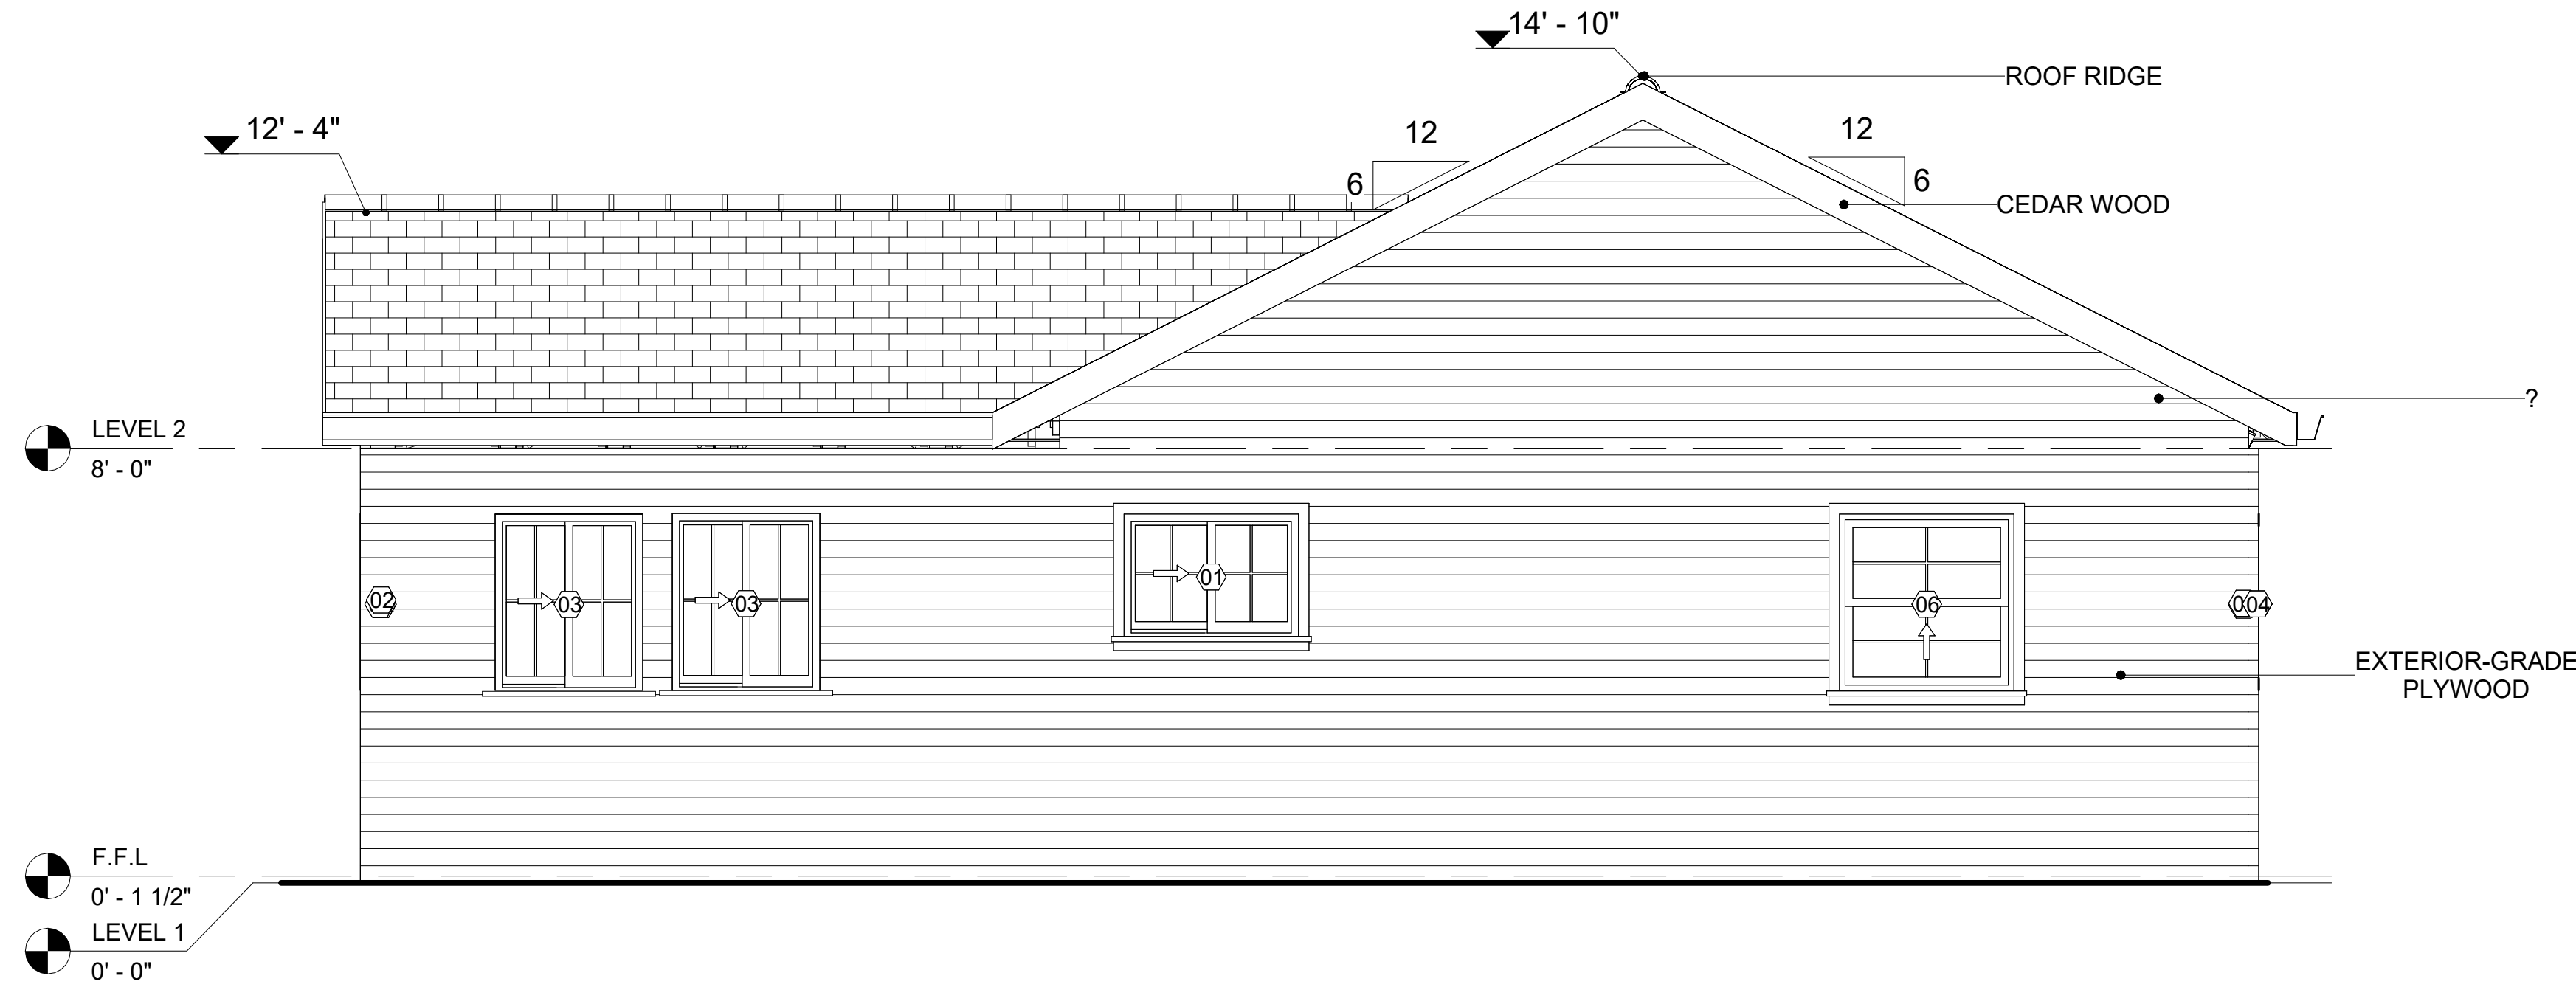 14' - 10"
ROOF RIDGE
12' - 4"
12
12
6
6
CEDAR WOOD
?
LEVEL 2
8' - 0"
01
02
03
03
06
04
EXTERIOR-GRADE
PLYWOOD
F.F.L
0' - 1 1/2"
LEVEL 1
0' - 0"